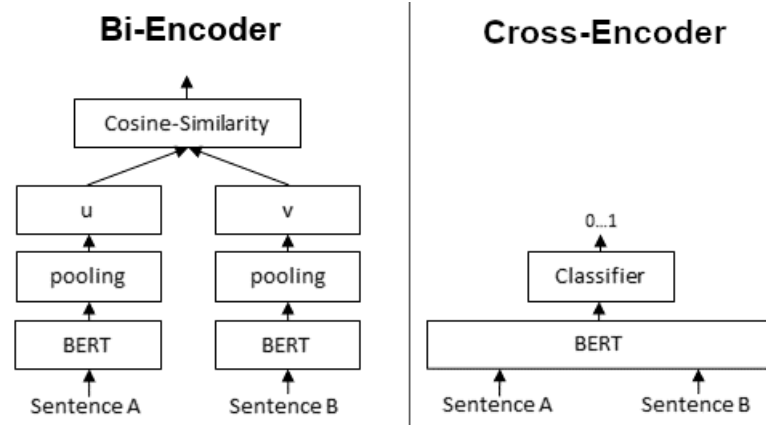 Bi-Encoder
Cosine-Similarity
u
v
pooling
pooling
BERT
BERT
Sentence A
Sentence B
Cross-Encoder
0...1
Classifier
BERT
Sentence A
Sentence B